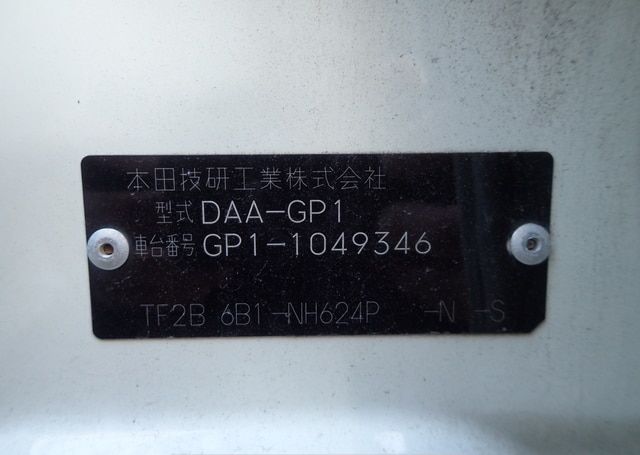 本田技研工業株式会社
型式 DAA-GP1
車台番号 GP1-1049346
TF2B 6B1-NH624P -N -S